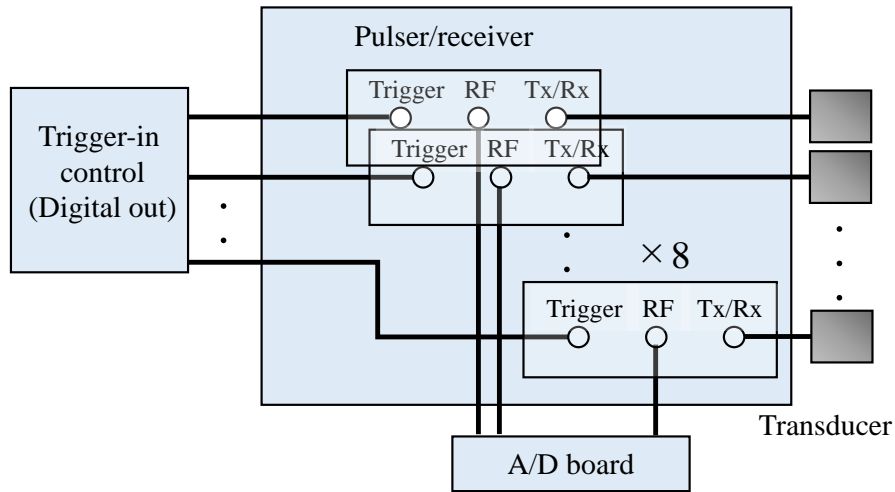 Pulser/receiver
Trigger RF Tx/Rx
Trigger-in
control
(Digital out)
Trigger RF Tx/Rx
× 8
Trigger RF Tx/Rx
Transducer
A/D board